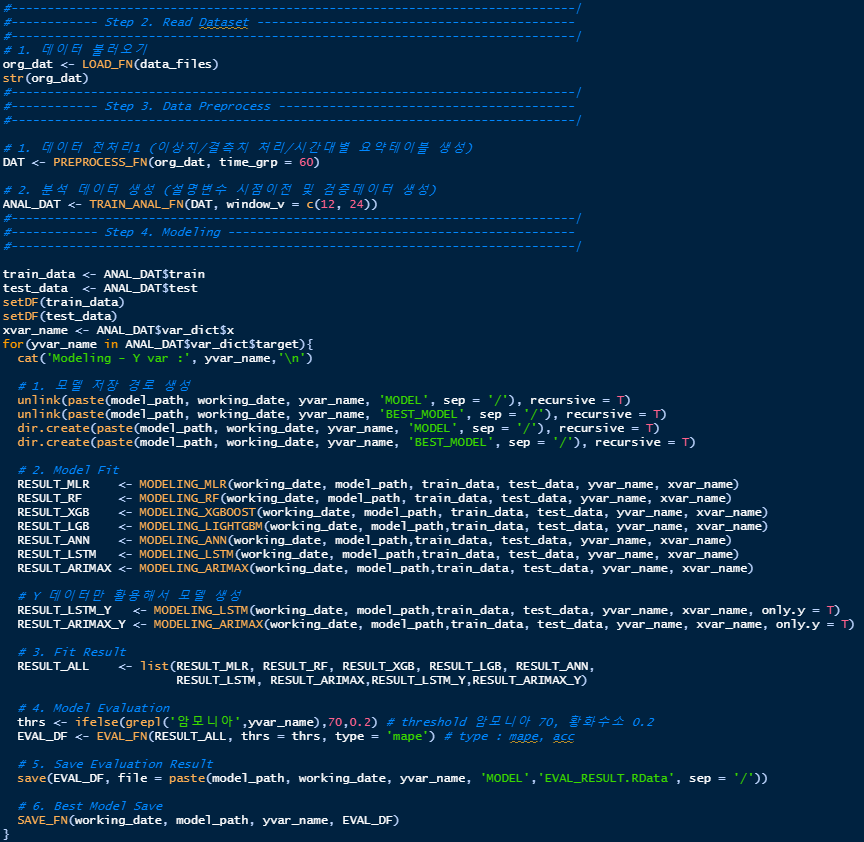 #----------------------------------------------------------------------------------/
#------------ Step 2. Read Dataset --------------------------------------------
#----------------------------------------------------------------------------------/
# 1. 데이터 불러오기
org_dat <- LOAD_FN(data_files)
str(org_dat)
#----------------------------------------------------------------------------------/
#------------ Step 3. Data Preprocess -----------------------------------------
#----------------------------------------------------------------------------------/
# 1. 데이터 전처리1 (이상치/결측치 처리/시간대별 요약테이블 생성)
DAT <- PREPROCESS_FN(org_dat, time_grp = 60)
# 2. 분석 데이터 생성 (설명변수 시점이전 및 검증데이터 생성)
ANAL_DAT <- TRAIN_ANAL_FN(DAT, window_v = c(12, 24))
#----------------------------------------------------------------------------------/
#------------ Step 4. Modeling ------------------------------------------------
#----------------------------------------------------------------------------------/
train_data <- ANAL_DAT$train
test_data  <- ANAL_DAT$test
setDF(train_data)
setDF(test_data)
xvar_name <- ANAL_DAT$var_dict$x
for(yvar_name in ANAL_DAT$var_dict$target){
  cat('Modeling - Y var :', yvar_name,'\n')
  # 1. 모델 저장 경로 생성
  unlink(paste(model_path, working_date, yvar_name, 'MODEL', sep = '/'), recursive = T)
  unlink(paste(model_path, working_date, yvar_name, 'BEST_MODEL', sep = '/'), recursive = T)
  dir.create(paste(model_path, working_date, yvar_name, 'MODEL', sep = '/'), recursive = T)
  dir.create(paste(model_path, working_date, yvar_name, 'BEST_MODEL', sep = '/'), recursive = T)
  # 2. Model Fit
  RESULT_MLR    <- MODELING_MLR(working_date, model_path, train_data, test_data, yvar_name, xvar_name)
  RESULT_RF     <- MODELING_RF(working_date, model_path, train_data, test_data, yvar_name, xvar_name)
  RESULT_XGB    <- MODELING_XGBOOST(working_date, model_path, train_data, test_data, yvar_name, xvar_name)
  RESULT_LGB    <- MODELING_LIGHTGBM(working_date, model_path,train_data, test_data, yvar_name, xvar_name)
  RESULT_ANN    <- MODELING_ANN(working_date, model_path,train_data, test_data, yvar_name, xvar_name)
  RESULT_LSTM   <- MODELING_LSTM(working_date, model_path,train_data, test_data, yvar_name, xvar_name)
  RESULT_ARIMAX <- MODELING_ARIMAX(working_date, model_path,train_data, test_data, yvar_name, xvar_name)
  # Y 데이터만 활용해서 모델 생성
  RESULT_LSTM_Y   <- MODELING_LSTM(working_date, model_path,train_data, test_data, yvar_name, xvar_name, only.y = T)
  RESULT_ARIMAX_Y <- MODELING_ARIMAX(working_date, model_path,train_data, test_data, yvar_name, xvar_name, only.y = T)
  # 3. Fit Result
  RESULT_ALL    <- list(RESULT_MLR, RESULT_RF, RESULT_XGB, RESULT_LGB, RESULT_ANN,
                        RESULT_LSTM, RESULT_ARIMAX,RESULT_LSTM_Y,RESULT_ARIMAX_Y)
  # 4. Model Evaluation
  thrs <- ifelse(grepl('암모니아',yvar_name),70,0.2) # threshold 암모니아 70, 황화수소 0.2
  EVAL_DF <- EVAL_FN(RESULT_ALL, thrs = thrs, type = 'mape') # type : mape, acc
  # 5. Save Evaluation Result
  save(EVAL_DF, file = paste(model_path, working_date, yvar_name, 'MODEL','EVAL_RESULT.RData', sep = '/'))
  # 6. Best Model Save
  SAVE_FN(working_date, model_path, yvar_name, EVAL_DF)
}